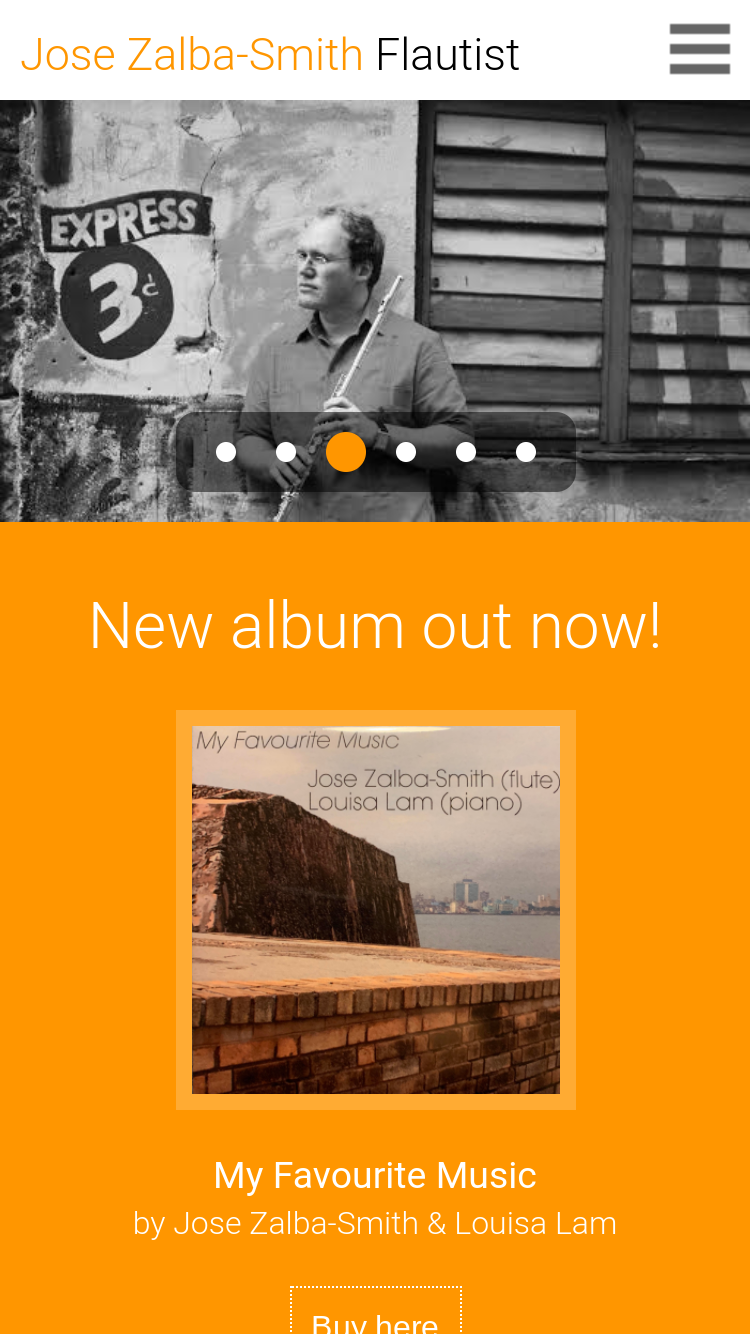 Jose Zalba-Smith Flautist
EXPRESS
3c
New album out now!
My Favourite Music
Jose Zalba-Smith (flute)
Louisa Lam (piano)
My Favourite Music
by Jose Zalba-Smith & Louisa Lam
Buy here